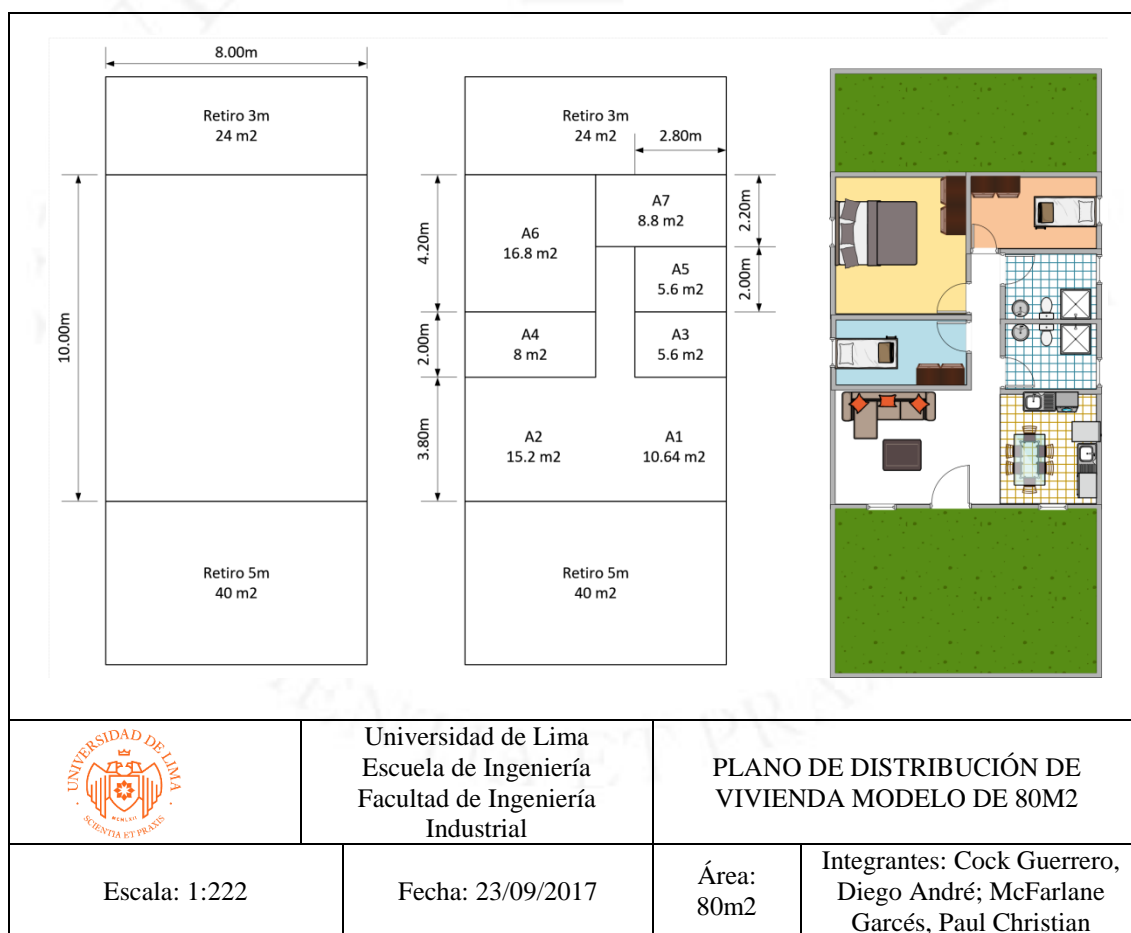 8.00m
Retiro 3m
24 m2
10.00m
Retiro 5m
40 m2
Retiro 3m
24 m2
2.80m
4.20m
2.00m
3.80m
A6
16.8 m2
A7
8.8 m2
2.20m
A5
5.6 m2
2.00m
A4
8 m2
A3
5.6 m2
A2
15.2 m2
A1
10.64 m2
Retiro 5m
40 m2
UNIVERSIDAD DE LIMA
MCMLXII
SCIENTIA ET PRAXIS
Universidad de Lima
Escuela de Ingeniería
Facultad de Ingeniería
Industrial
PLANO DE DISTRIBUCIÓN DE
VIVIENDA MODELO DE 80M2
Escala: 1:222
Fecha: 23/09/2017
Área:
80m2
Integrantes: Cock Guerrero,
Diego André; McFarlane
Garcés, Paul Christian